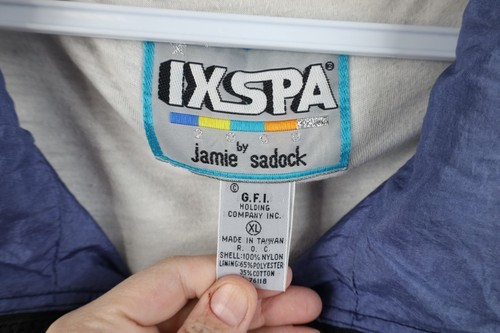 IXSPA®
by
jamie sadock
©
G.F.I.
HOLDING
COMPANY INC.
XL
MADE IN TAIWAN
R. O. C.
SHELL:100%NYLON
LINING:65%POLYESTER
35%COTTON
76118